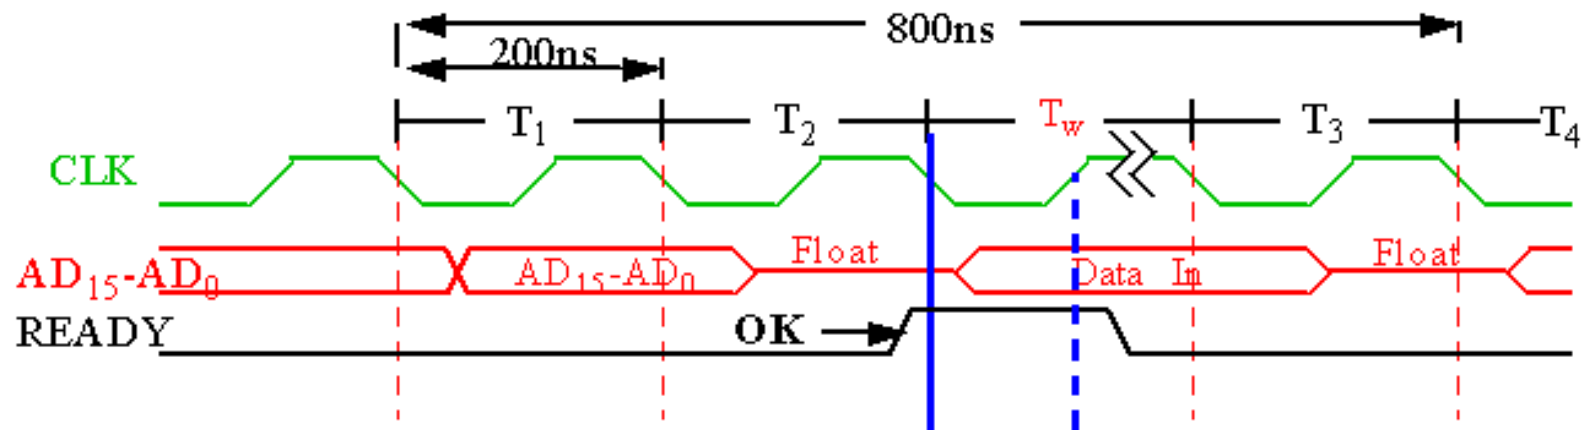 800ns
200ns
T1 T2 Tw T3 T4
CLK
Float Float
AD15-AD0 AD15-AD0 Data In
READY OK